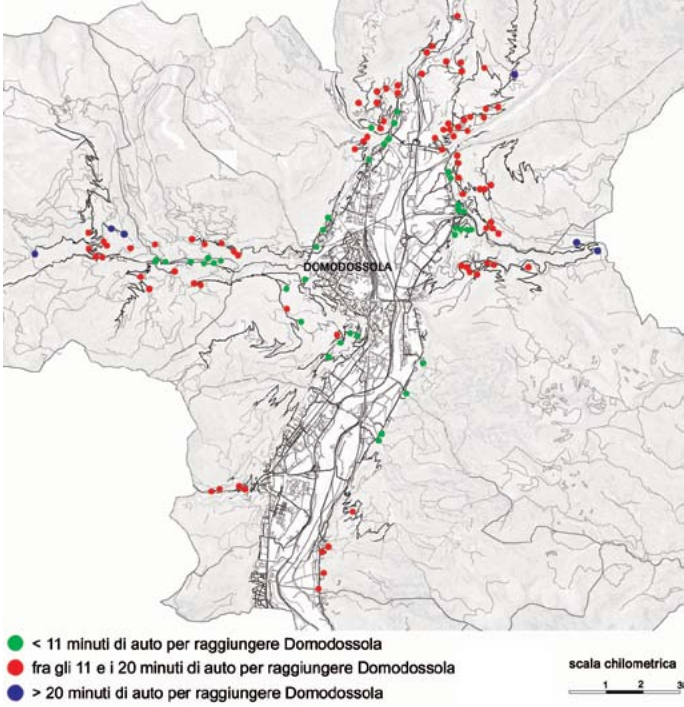 DOMODOSSOLA
< 11 minuti di auto per raggiungere Domodossola
fra gli 11 e i 20 minuti di auto per raggiungere Domodossola
> 20 minuti di auto per raggiungere Domodossola
scala chilometrica
1 2